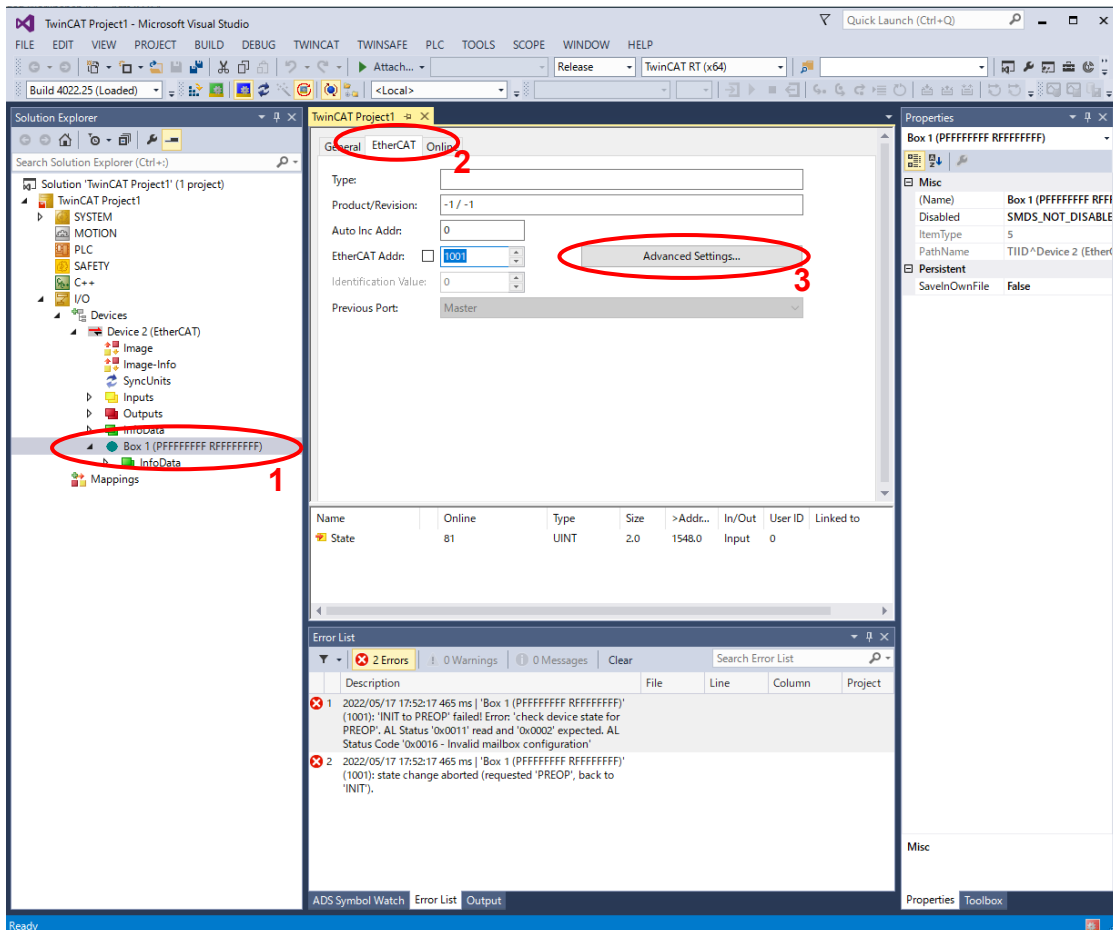 TwinCAT Project1 - Microsoft Visual Studio
Quick Launch (Ctrl+Q)
FILE EDIT VIEW PROJECT BUILD DEBUG TWINCAT TWINSAFE PLC TOOLS SCOPE WINDOW HELP
Attach... Release TwinCAT RT (x64)
Build 4022.25 (Loaded) <Local>
Solution Explorer
Search Solution Explorer (Ctrl+;)
Solution 'TwinCAT Project1' (1 project)
TwinCAT Project1
SYSTEM
MOTION
PLC
SAFETY
C++
I/O
Devices
Device 2 (EtherCAT)
Image
Image-Info
SyncUnits
Inputs
Outputs
InfoData
Box 1 (PFFFFFFFF RFFFFFFFF)
InfoData
Mappings
1
TwinCAT Project1
General EtherCAT Online
2
Type:
Product/Revision: -1 / -1
Auto Inc Addr: 0
EtherCAT Addr: 1001 Advanced Settings...
3
Identification Value: 0
Previous Port: Master
Name Online Type Size >Addr... In/Out User ID Linked to
State 81 UINT 2.0 1548.0 Input 0
Error List
2 Errors 0 Warnings 0 Messages Clear Search Error List
Description File Line Column Project
1 2022/05/17 17:52:17 465 ms | 'Box 1 (PFFFFFFFF RFFFFFFFF)'
(1001): 'INIT to PREOP' failed! Error: 'check device state for
PREOP'. AL Status '0x0011' read and '0x0002' expected. AL
Status Code '0x0016 - Invalid mailbox configuration'
2 2022/05/17 17:52:17 465 ms | 'Box 1 (PFFFFFFFF RFFFFFFFF)'
(1001): state change aborted (requested 'PREOP', back to
'INIT').
ADS Symbol Watch Error List Output
Properties
Box 1 (PFFFFFFFF RFFFFFFFF)
Misc
(Name) Box 1 (PFFFFFFFF RFFF
Disabled SMDS_NOT_DISABLE
ItemType 5
PathName TIID^Device 2 (Ether
Persistent
SaveInOwnFile False
Misc
Properties Toolbox
Ready